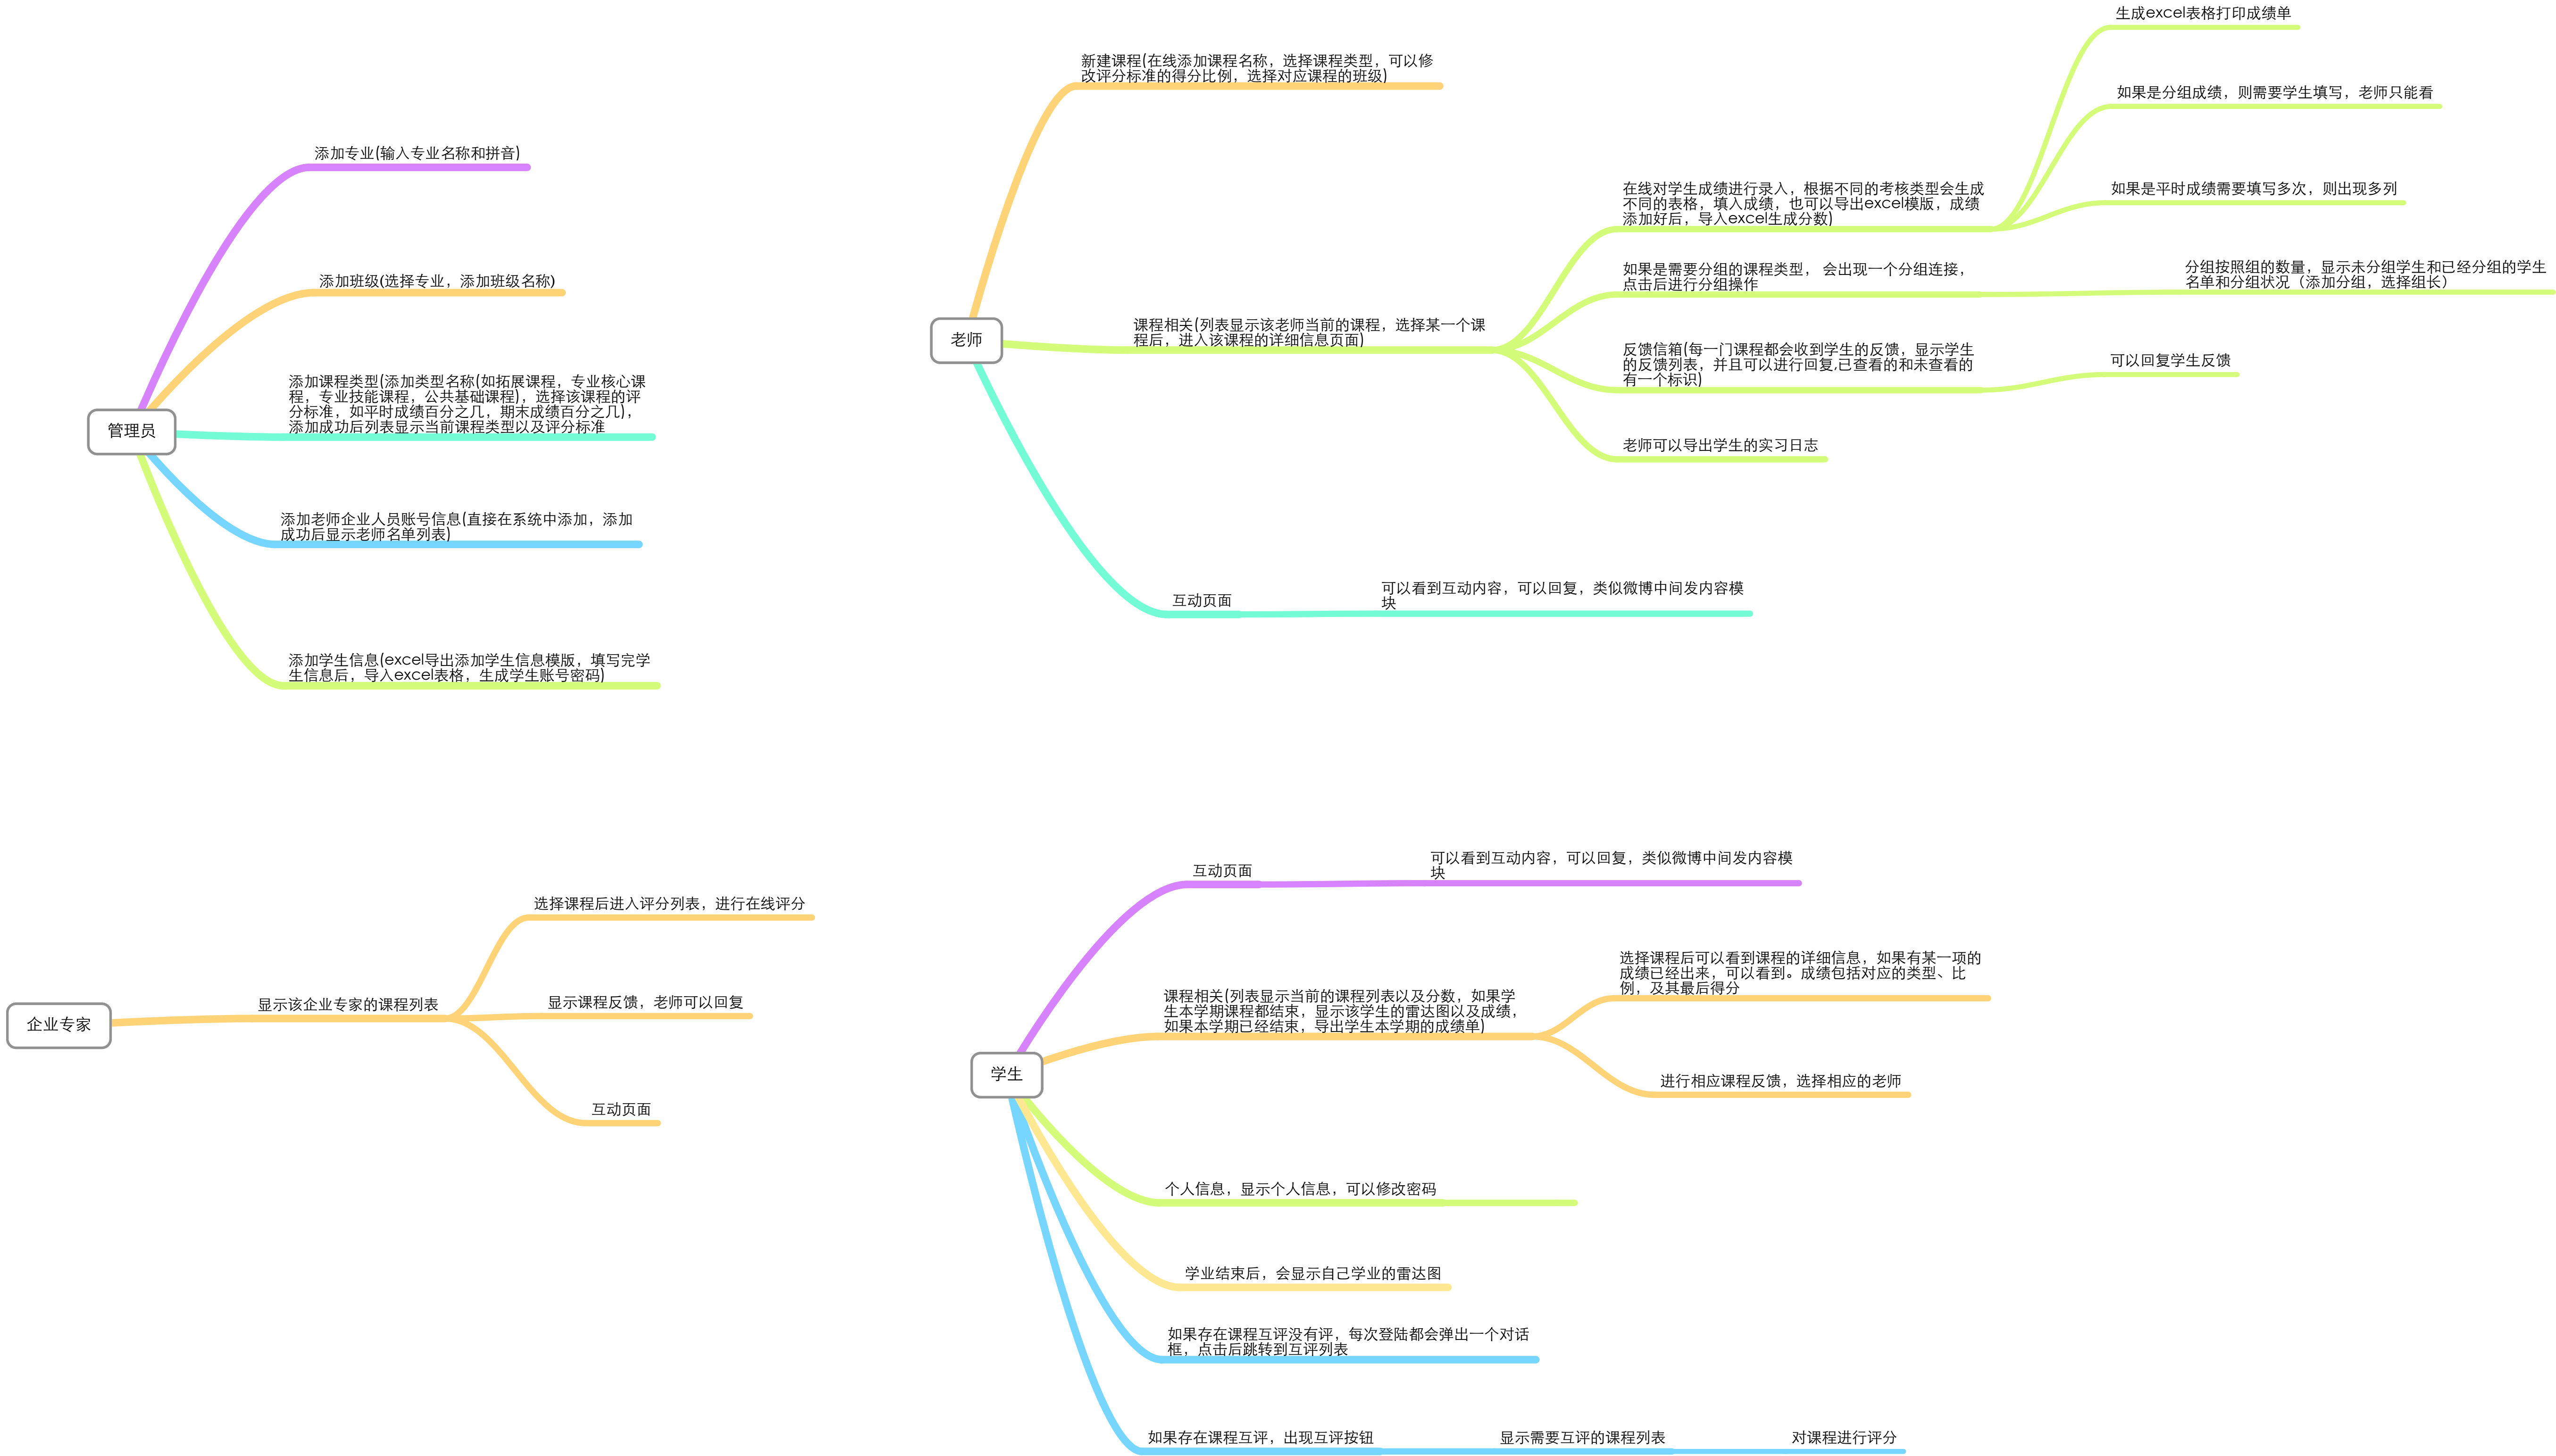 管理员
添加专业(输入专业名称和拼音)
添加班级(选择专业，添加班级名称)
添加课程类型(添加类型名称(如拓展课程，专业核心课
程，专业技能课程，公共基础课程)，选择该课程的评
分标准，如平时成绩百分之几，期末成绩百分之几)，
添加成功后列表显示当前课程类型以及评分标准
添加老师企业人员账号信息(直接在系统中添加，添加
成功后显示老师名单列表)
添加学生信息(excel导出添加学生信息模版，填写完学
生信息后，导入excel表格，生成学生账号密码)
老师
新建课程(在线添加课程名称，选择课程类型，可以修
改评分标准的得分比例，选择对应课程的班级)
课程相关(列表显示该老师当前的课程，选择某一个课
程后，进入该课程的详细信息页面)
在线对学生成绩进行录入，根据不同的考核类型会生成
不同的表格，填入成绩，也可以导出excel模版，成绩
添加好后，导入excel生成分数)
生成excel表格打印成绩单
如果是分组成绩，则需要学生填写，老师只能看
如果是平时成绩需要填写多次，则出现多列
如果是需要分组的课程类型， 会出现一个分组连接，
点击后进行分组操作
分组按照组的数量，显示未分组学生和已经分组的学生
名单和分组状况（添加分组，选择组长）
反馈信箱(每一门课程都会收到学生的反馈，显示学生
的反馈列表，并且可以进行回复,已查看的和未查看的
有一个标识)
可以回复学生反馈
老师可以导出学生的实习日志
互动页面
可以看到互动内容，可以回复，类似微博中间发内容模
块
企业专家
显示该企业专家的课程列表
选择课程后进入评分列表，进行在线评分
显示课程反馈，老师可以回复
互动页面
学生
互动页面
可以看到互动内容，可以回复，类似微博中间发内容模
块
课程相关(列表显示当前的课程列表以及分数，如果学
生本学期课程都结束，显示该学生的雷达图以及成绩，
如果本学期已经结束，导出学生本学期的成绩单)
选择课程后可以看到课程的详细信息，如果有某一项的
成绩已经出来，可以看到。成绩包括对应的类型、比
例，及其最后得分
进行相应课程反馈，选择相应的老师
个人信息，显示个人信息，可以修改密码
学业结束后，会显示自己学业的雷达图
如果存在课程互评没有评，每次登陆都会弹出一个对话
框，点击后跳转到互评列表
如果存在课程互评，出现互评按钮
显示需要互评的课程列表
对课程进行评分